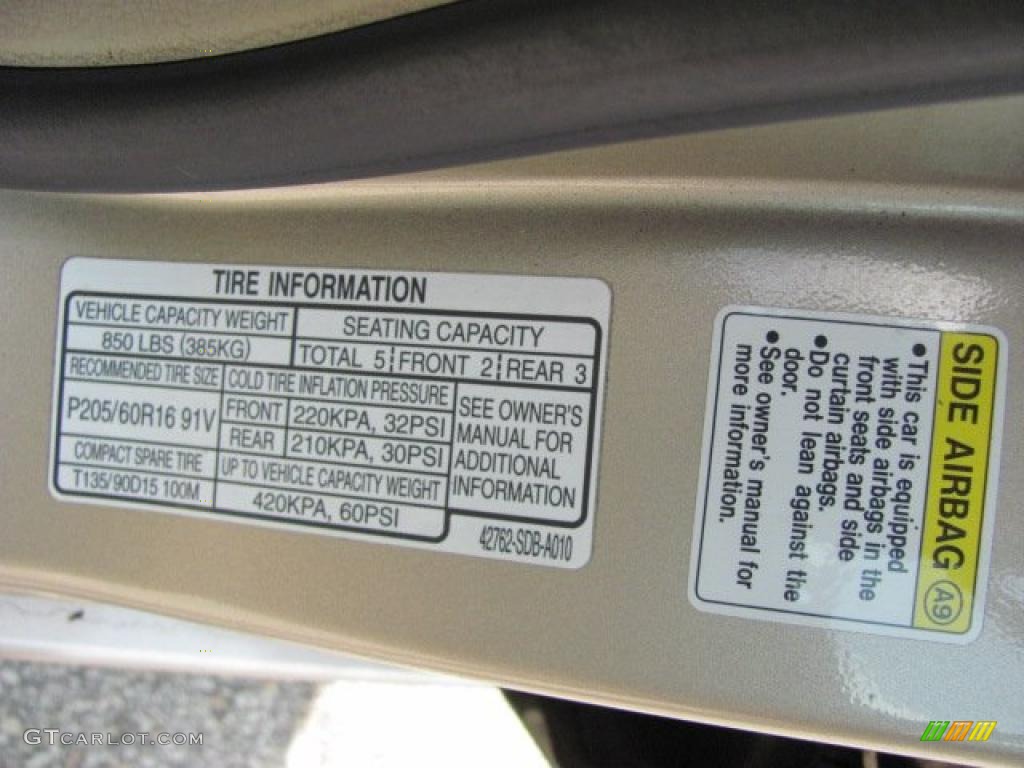 TIRE INFORMATION
VEHICLE CAPACITY WEIGHT
850 LBS (385KG)
SEATING CAPACITY
TOTAL 5 FRONT 2 REAR 3
RECOMMENDED TIRE SIZE
P205/60R16 91V
COMPACT SPARE TIRE
T135/90D15 100M
COLD TIRE INFLATION PRESSURE
FRONT 220KPA, 32PSI
REAR 210KPA, 30PSI
UP TO VEHICLE CAPACITY WEIGHT
420KPA, 60PSI
SEE OWNER'S
MANUAL FOR
ADDITIONAL
INFORMATION
42762-SDB-A010
SIDE AIRBAG A9
•This car is equipped
with side airbags in the
front seats and side
curtain airbags.
•Do not lean against the
door.
•See owner's manual for
more information.
GTCARLOT.COM